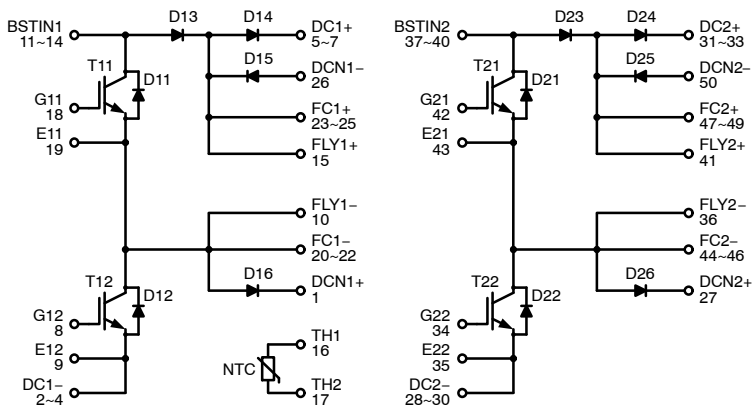 BSTIN1
11~14
D13
D14
DC1+
5~7
D15
DCN1−
26
T11
D11
G11
18
FC1+
23~25
E11
19
FLY1+
15
FLY1−
10
FC1−
20~22
D16
DCN1+
1
T12
D12
G12
8
E12
9
DC1−
2~4
TH1
16
NTC
TH2
17
BSTIN2
37~40
D23
D24
DC2+
31~33
D25
DCN2−
50
T21
D21
G21
42
FC2+
47~49
E21
43
FLY2+
41
FLY2−
36
FC2−
44~46
D26
DCN2+
27
T22
D22
G22
34
E22
35
DC2−
28~30